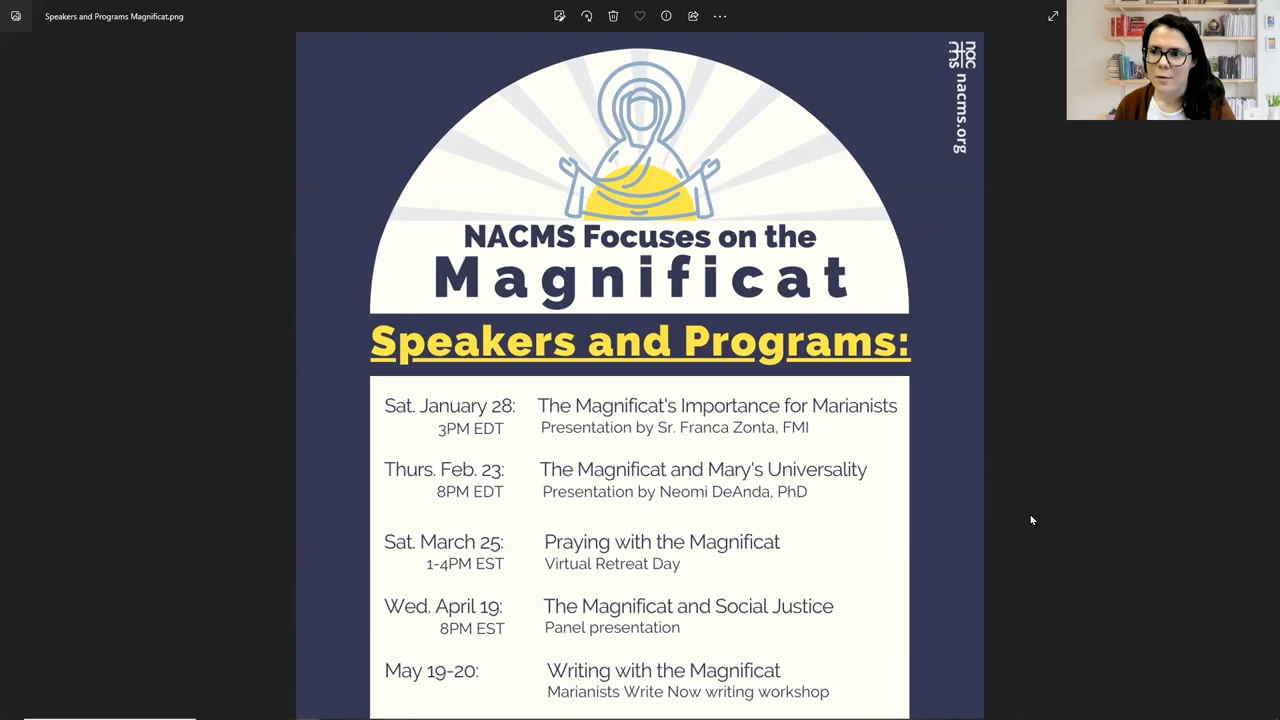 Speakers and Programs Magnificat.png
nac
ms
nacms.org
NACMS Focuses on the
Magnificat
Speakers and Programs:
Sat. January 28: The Magnificat's Importance for Marianists
3PM EDT Presentation by Sr. Franca Zonta, FMI
Thurs. Feb. 23: The Magnificat and Mary's Universality
8PM EDT Presentation by Neomi DeAnda, PhD
Sat. March 25: Praying with the Magnificat
1-4PM EST Virtual Retreat Day
Wed. April 19: The Magnificat and Social Justice
8PM EST Panel presentation
May 19-20: Writing with the Magnificat
Marianists Write Now writing workshop